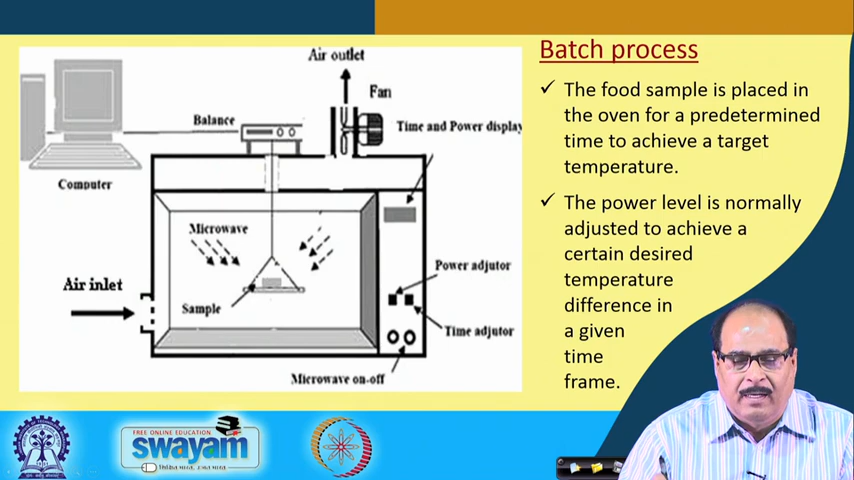 Batch process
✓ The food sample is placed in
the oven for a predetermined
time to achieve a target
temperature.
✓ The power level is normally
adjusted to achieve a
certain desired
temperature
difference in
a given
time
frame.
Air outlet
Fan
Balance
Time and Power display
Computer
Microwave
Air inlet
Sample
Power adjutor
Time adjutor
Microwave on-off
FREE ONLINE EDUCATION
swayam